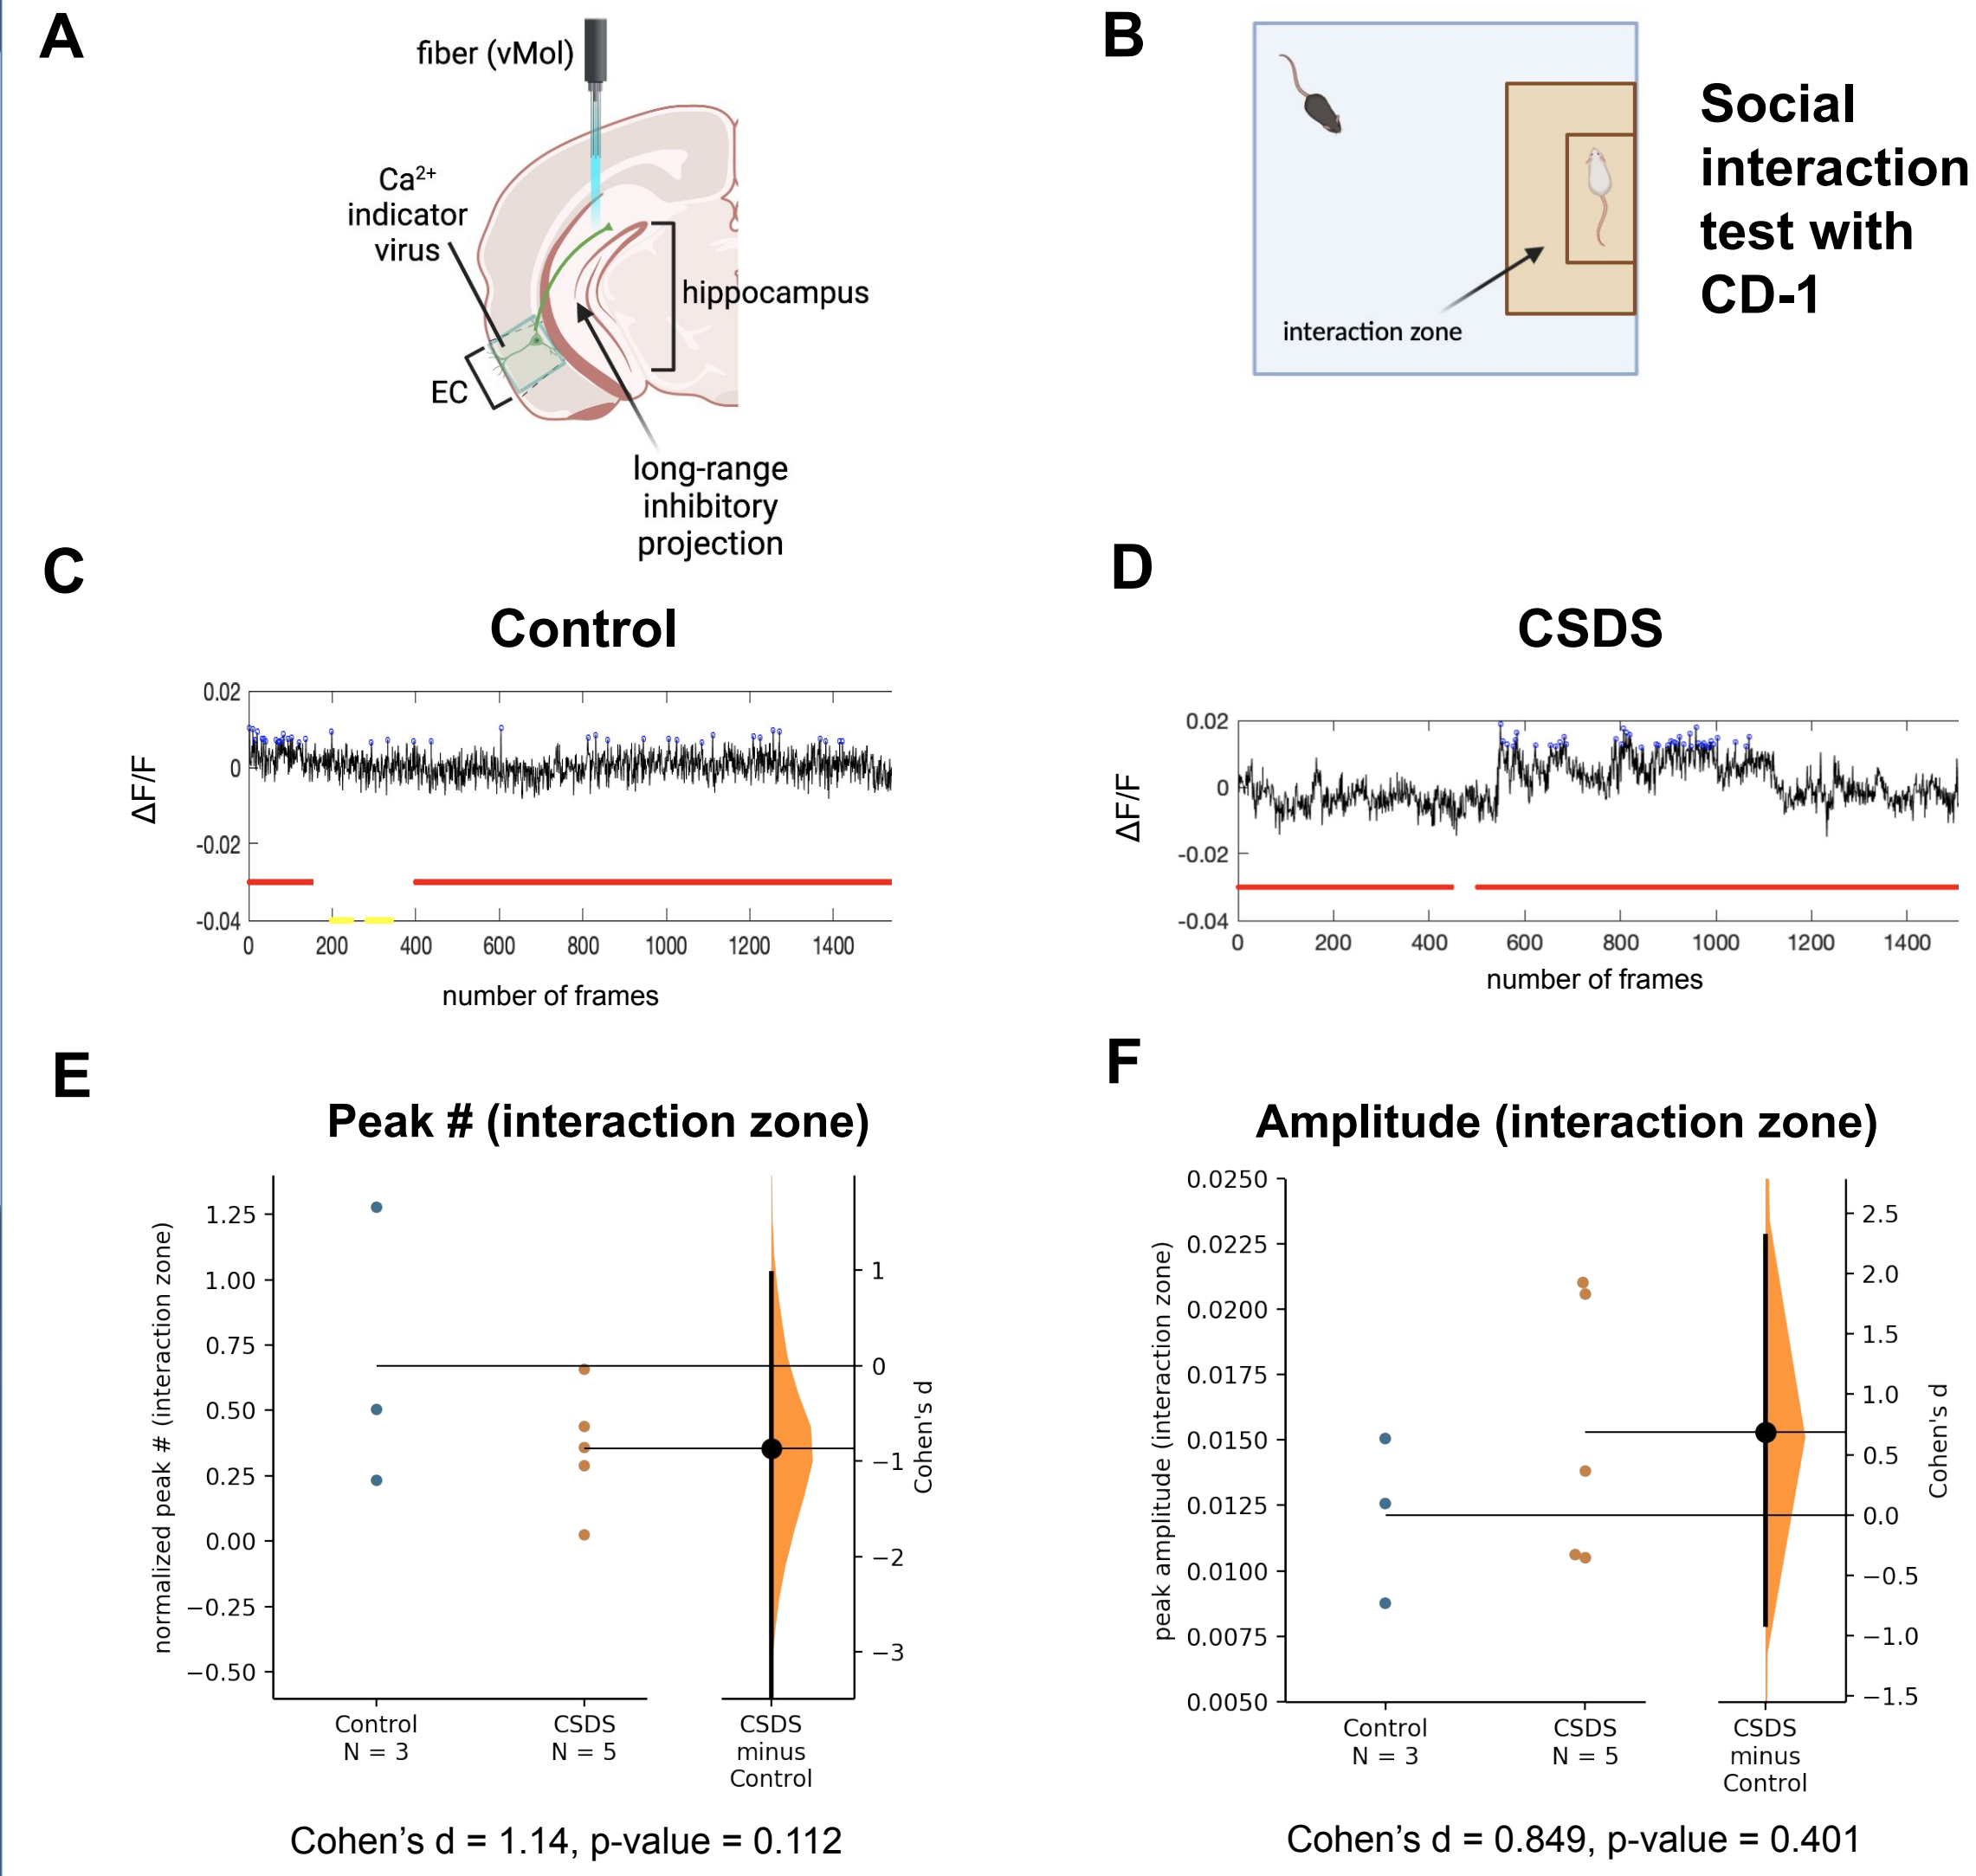 A
fiber (vMol)
Ca2+
indicator
virus
hippocampus
EC
long-range
inhibitory
projection
B
interaction zone
Social
interaction
test with
CD-1
C
Control
0.02
0
-0.02
-0.04
ΔF/F
0 200 400 600 800 1000 1200 1400
number of frames
D
CSDS
0.02
0
-0.02
-0.04
ΔF/F
0 200 400 600 800 1000 1200 1400
number of frames
E
Peak # (interaction zone)
normalized peak # (interaction zone)
1.25
1.00
0.75
0.50
0.25
0.00
−0.25
−0.50
1
0
−1
−2
−3
Cohen's d
Control
N = 3
CSDS
N = 5
CSDS
minus
Control
Cohen’s d = 1.14, p-value = 0.112
F
Amplitude (interaction zone)
peak amplitude (interaction zone)
0.0250
0.0225
0.0200
0.0175
0.0150
0.0125
0.0100
0.0075
0.0050
2.5
2.0
1.5
1.0
0.5
0.0
−0.5
−1.0
−1.5
Cohen's d
Control
N = 3
CSDS
N = 5
CSDS
minus
Control
Cohen’s d = 0.849, p-value = 0.401